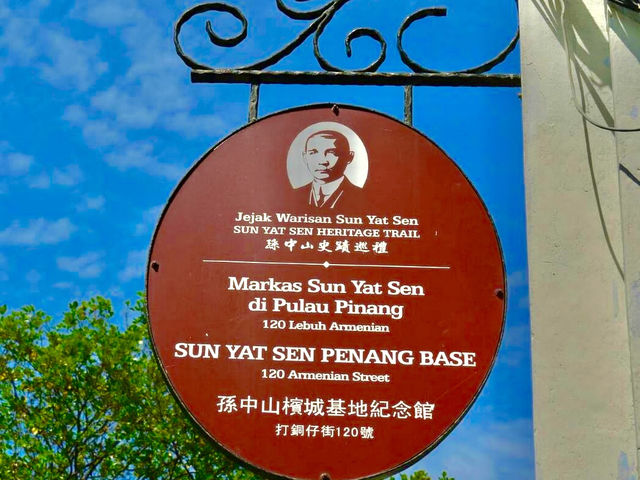 Jejak Warisan Sun Yat Sen
SUN YAT SEN HERITAGE TRAIL
孫中山史蹟巡禮
Markas Sun Yat Sen
di Pulau Pinang
120 Lebuh Armenian
SUN YAT SEN PENANG BASE
120 Armenian Street
孫中山檳城基地紀念館
打銅仔街120號